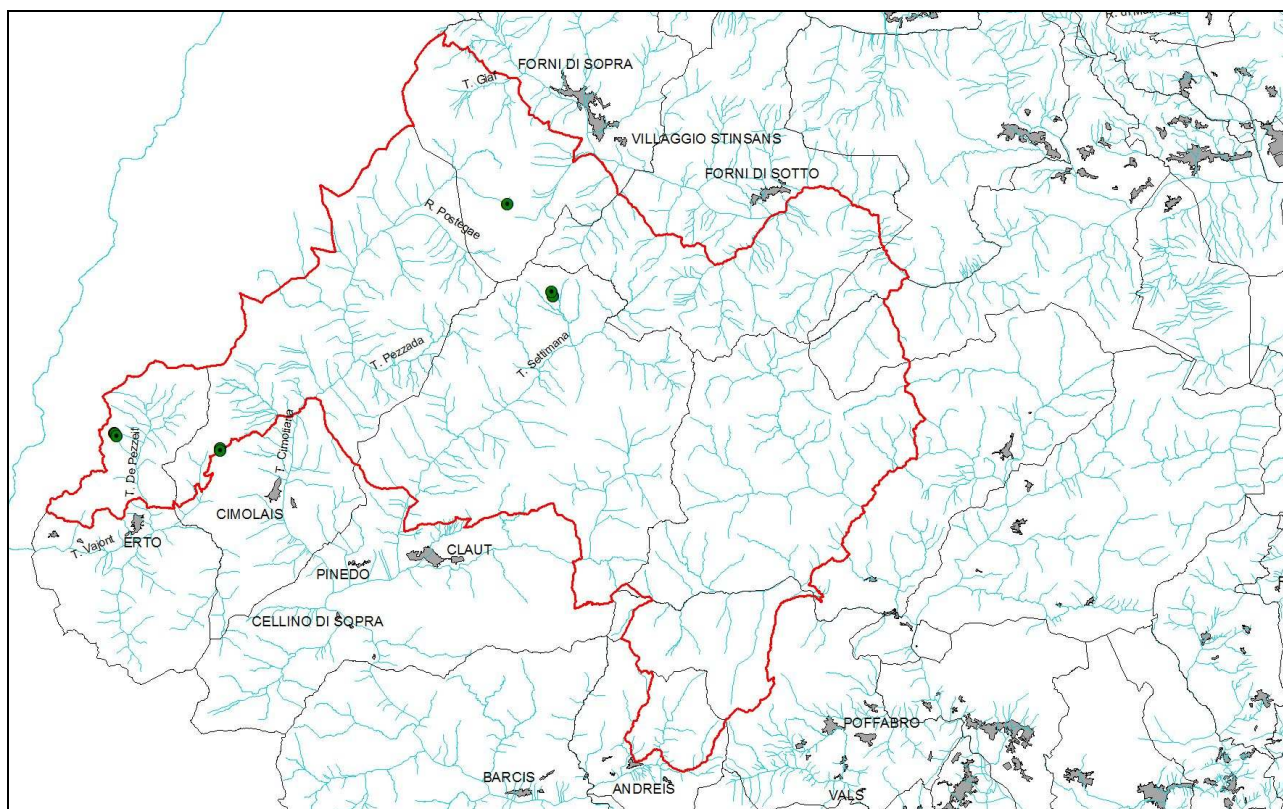 FORNI DI SOPRA
T. Giaf
VILLAGGIO STINSANS
FORNI DI SOTTO
R. Postegae
T. Pezzada
T. Settimana
T. Cimoliana
T. De Pezzeit
CIMOLAIS
ERTO
T. Vajont
CLAUT
PINEDO
CELLINO DI SOPRA
POFFABRO
BARCIS
ANDREIS
VALS